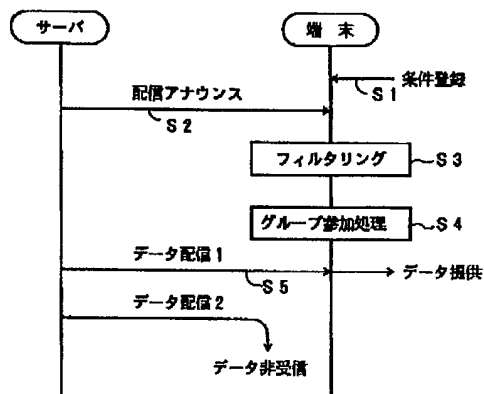 サーバ
端 末
条件登録
S1
配信アナウンス
S2
フィルタリング
S3
グループ参加処理
S4
データ配信1
S5
データ提供
データ配信2
データ非受信